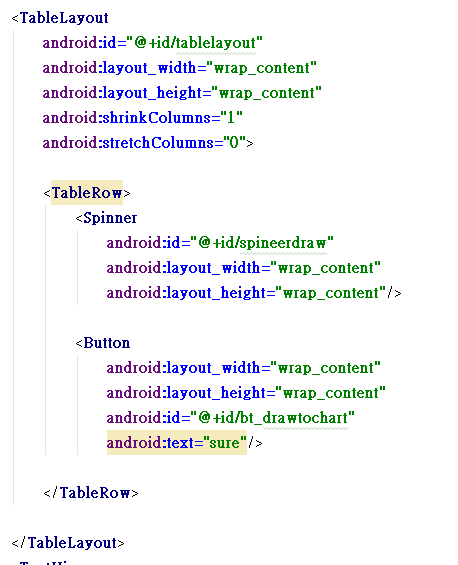 <TableLayout
android:id="@+id/tablelayout"
android:layout_width="wrap_content"
android:layout_height="wrap_content"
android:shrinkColumns="1"
android:stretchColumns="0">
<TableRow>
<Spinner
android:id="@+id/spineerdraw"
android:layout_width="wrap_content"
android:layout_height="wrap_content"/>
<Button
android:layout_width="wrap_content"
android:layout_height="wrap_content"
android:id="@+id/bt_drawtochart"
android:text="sure"/>
</TableRow>
</TableLayout>